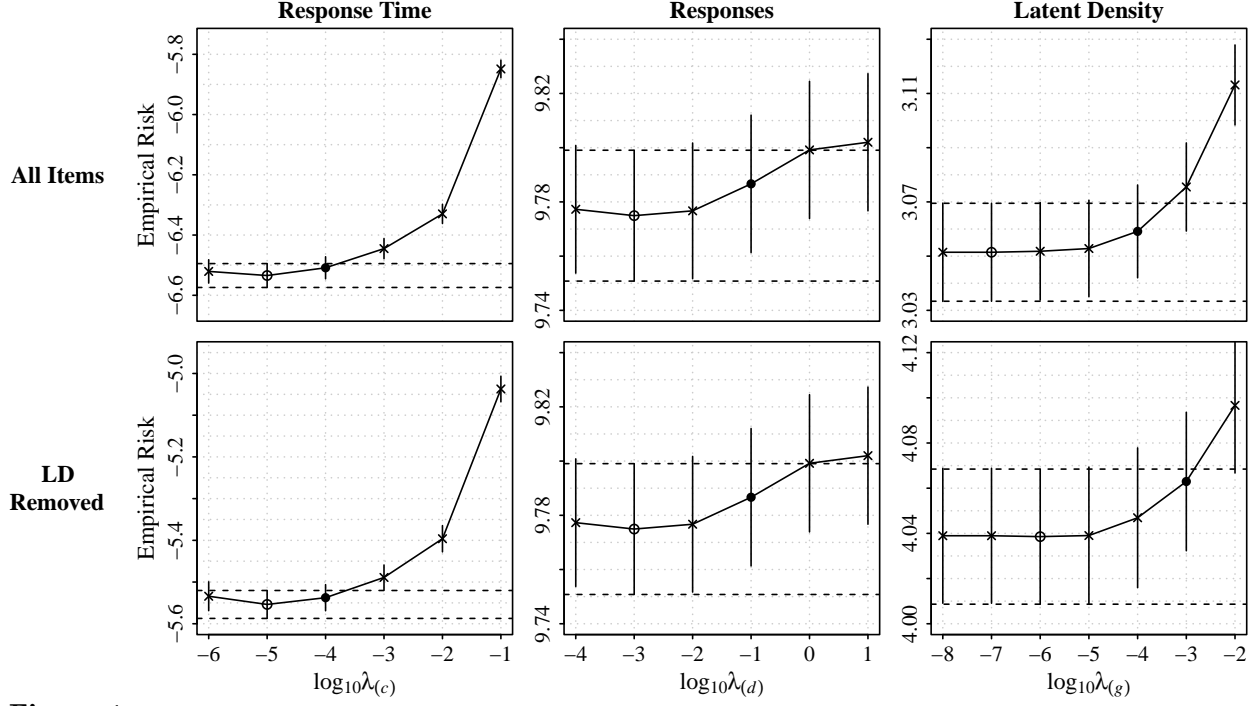 Response Time Responses Latent Density
All Items
Empirical Risk
−5.8
−6.0
−6.2
−6.4
−6.6
9.82
9.78
9.74
3.11
3.07
3.03
LD
Removed
Empirical Risk
−5.0
−5.2
−5.4
−5.6
9.82
9.78
9.74
4.12
4.08
4.04
4.00
−6 −5 −4 −3 −2 −1
−4 −3 −2 −1 0 1
−8 −7 −6 −5 −4 −3 −2
log10λ(c)
log10λ(d)
log10λ(g)